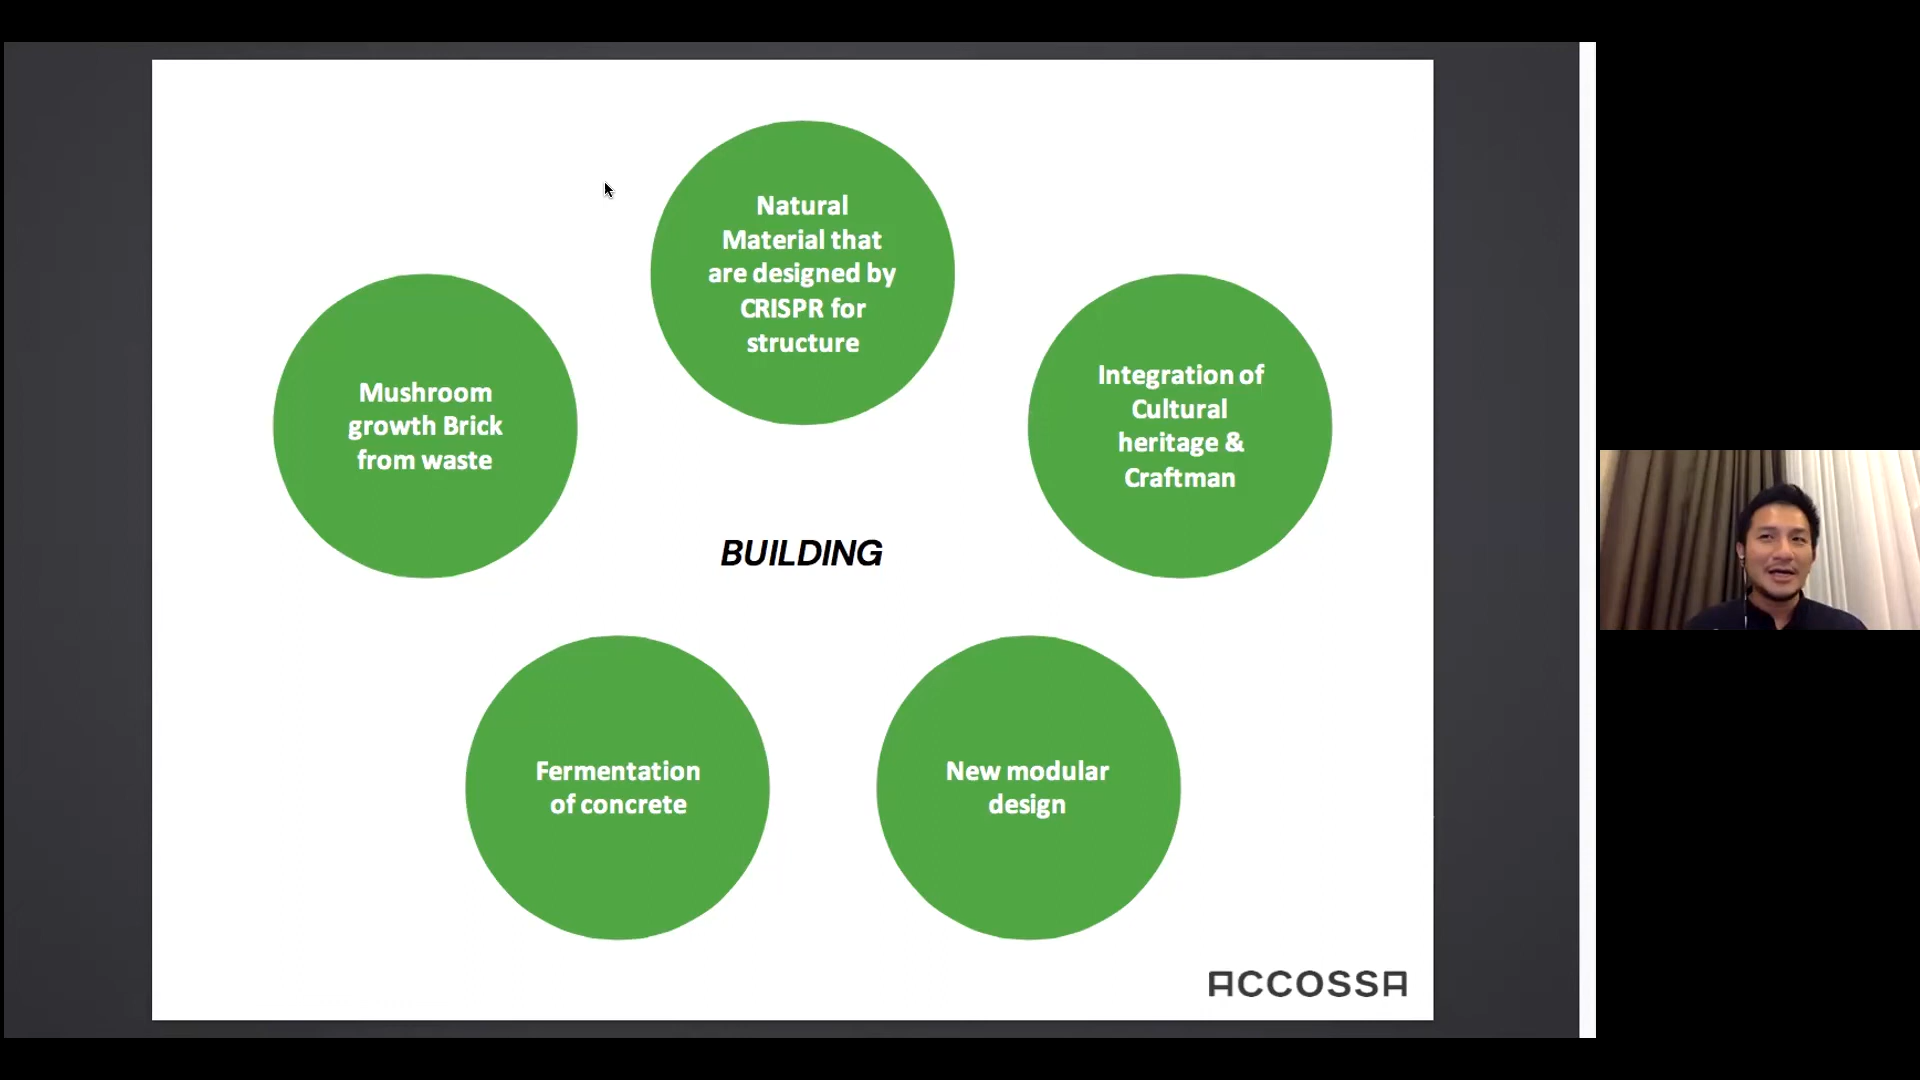 Natural
Material that
are designed by
CRISPR for
structure
Mushroom
growth Brick
from waste
Integration of
Cultural
heritage &
Craftman
BUILDING
Fermentation
of concrete
New modular
design
ACCOSSA